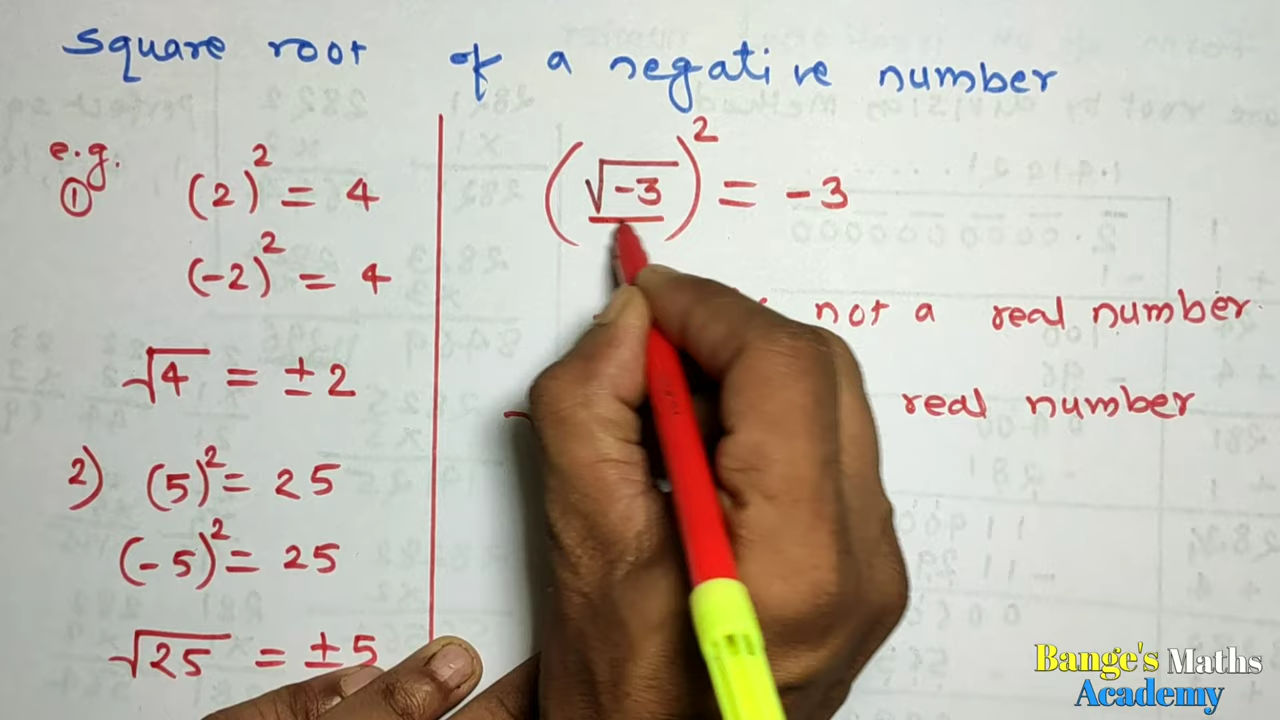 square root of a negative number
e.g.
① (2)² = 4
(-2)² = 4
√4 = ±2
2) (5)² = 25
(-5)² = 25
√25 = ±5
(√-3)² = -3
not a real number.
real number
Bange's Maths
Academy